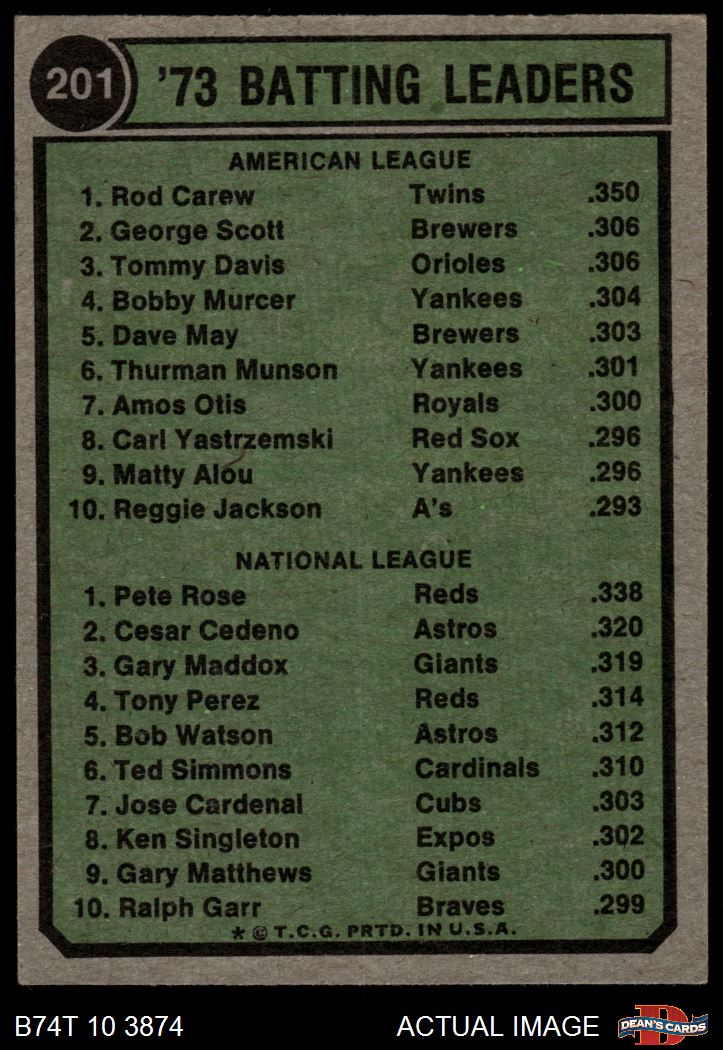 201 '73 BATTING LEADERS
AMERICAN LEAGUE
1. Rod Carew Twins .350
2. George Scott Brewers .306
3. Tommy Davis Orioles .306
4. Bobby Murcer Yankees .304
5. Dave May Brewers .303
6. Thurman Munson Yankees .301
7. Amos Otis Royals .300
8. Carl Yastrzemski Red Sox .296
9. Matty Alou Yankees .296
10. Reggie Jackson A's .293
NATIONAL LEAGUE
1. Pete Rose Reds .338
2. Cesar Cedeno Astros .320
3. Gary Maddox Giants .319
4. Tony Perez Reds .314
5. Bob Watson Astros .312
6. Ted Simmons Cardinals .310
7. Jose Cardenal Cubs .303
8. Ken Singleton Expos .302
9. Gary Matthews Giants .300
10. Ralph Garr Braves .299
* © T.C.G. PRTD. IN U.S.A.
B74T 10 3874 ACTUAL IMAGE D DEAN'S CARDS